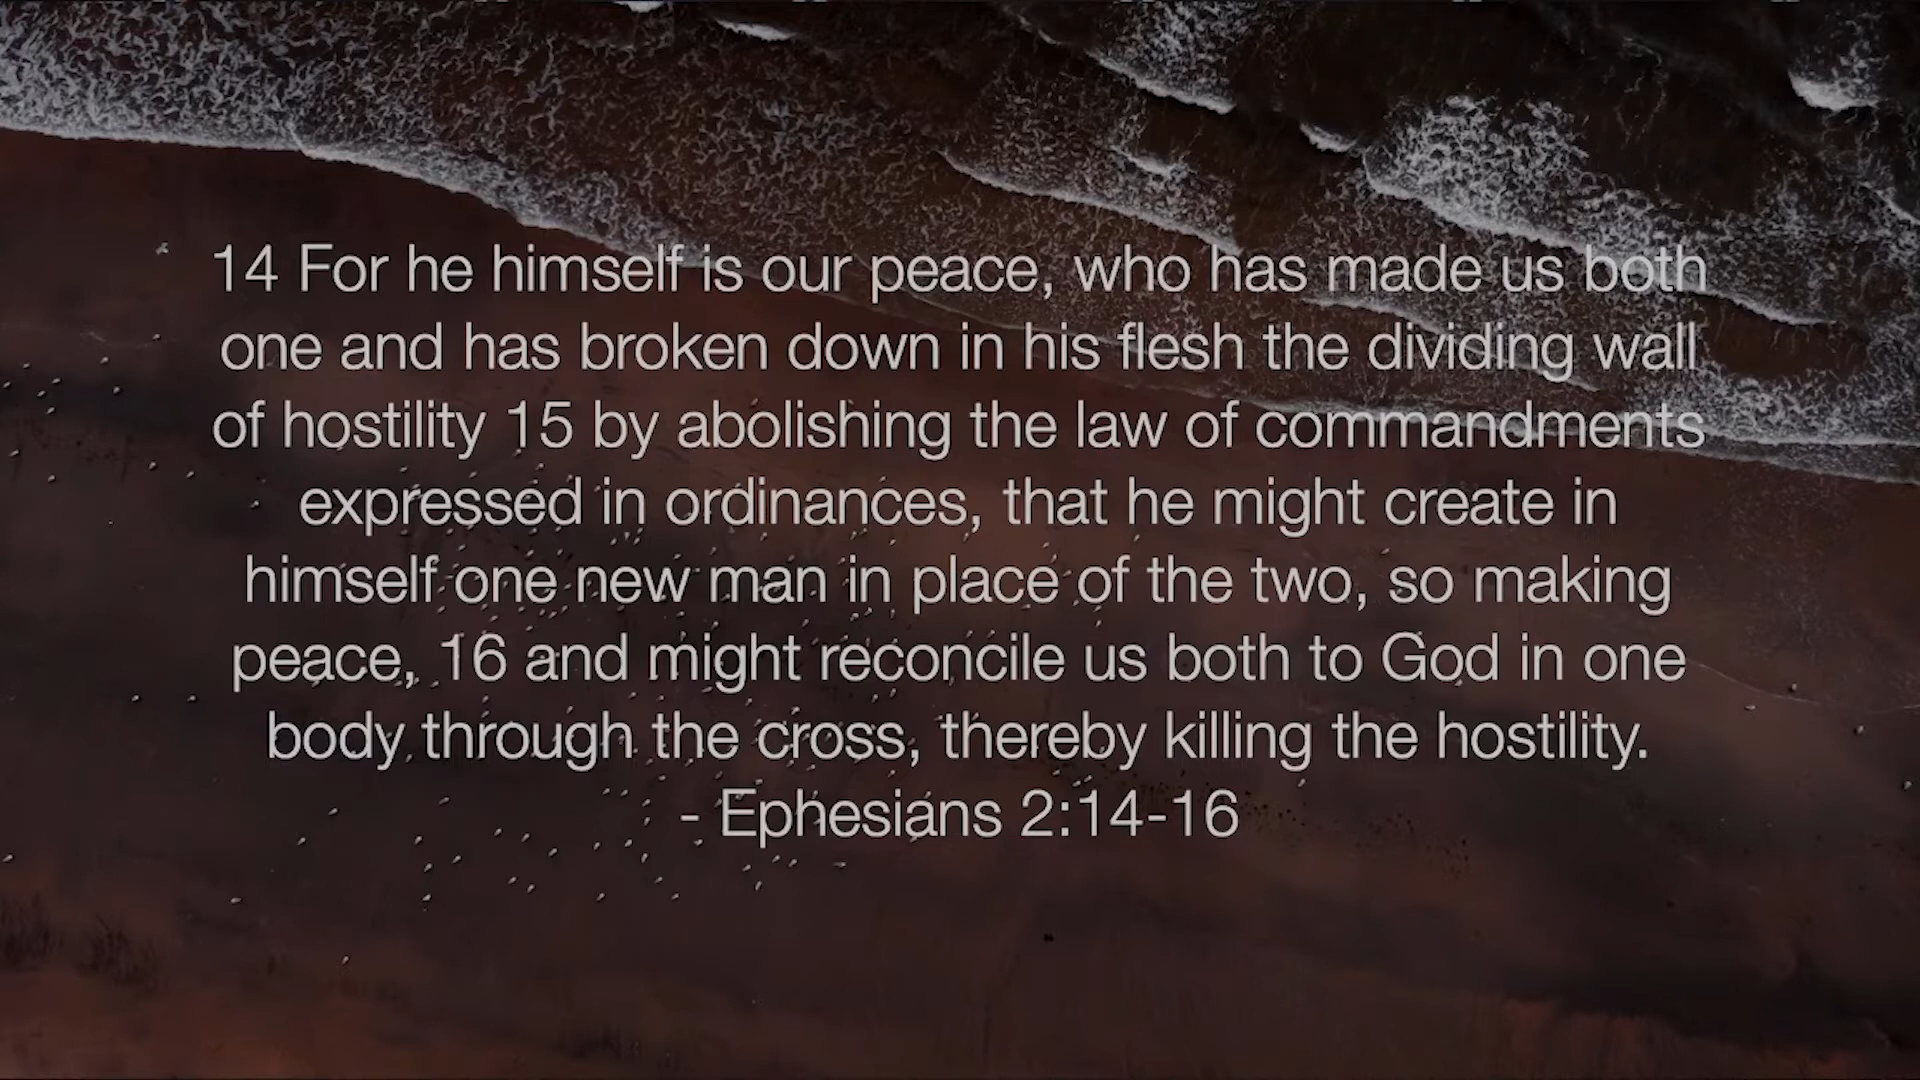 14 For he himself is our peace, who has made us both
one and has broken down in his flesh the dividing wall
of hostility 15 by abolishing the law of commandments
expressed in ordinances, that he might create in
himself one new man in place of the two, so making
peace, 16 and might reconcile us both to God in one
body through the cross, thereby killing the hostility.
- Ephesians 2:14-16